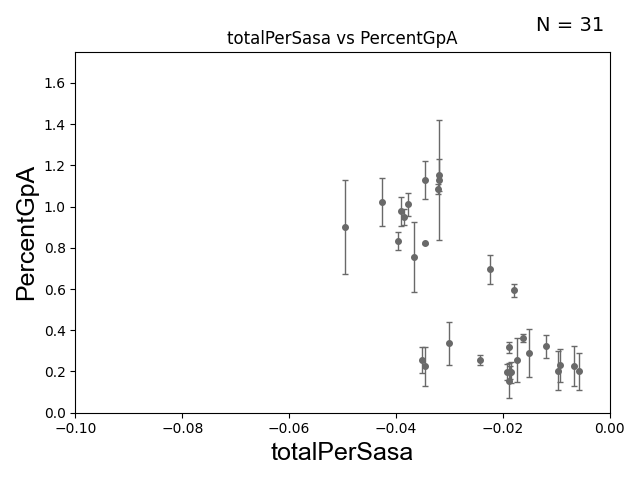 N = 31
totalPerSasa vs PercentGpA
PercentGpA
1.6
1.4
1.2
1.0
0.8
0.6
0.4
0.2
0.0
−0.10 −0.08 −0.06 −0.04 −0.02 0.00
totalPerSasa